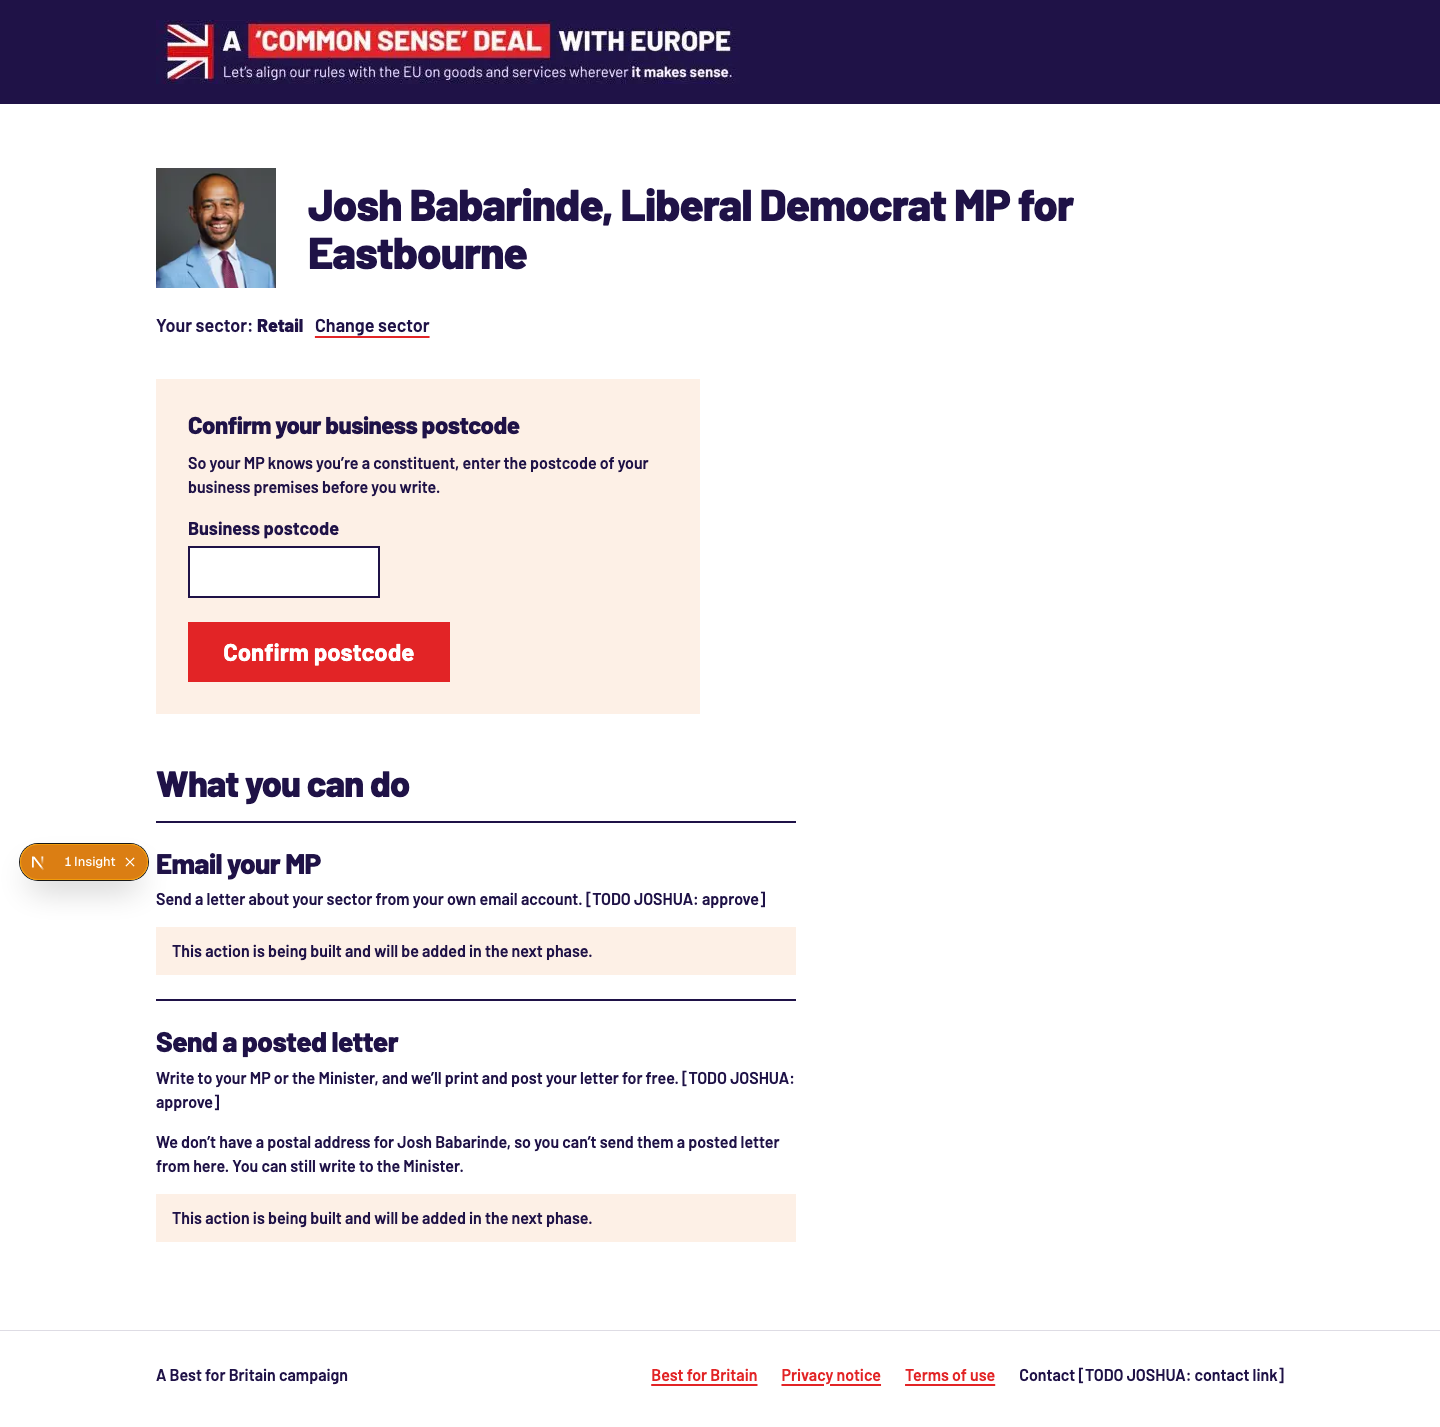 A ‘COMMON SENSE’ DEAL WITH EUROPE
Let’s align our rules with the EU on goods and services wherever it makes sense.
Josh Babarinde, Liberal Democrat MP for
Eastbourne
Your sector: Retail Change sector
Confirm your business postcode
So your MP knows you’re a constituent, enter the postcode of your
business premises before you write.
Business postcode
Confirm postcode
What you can do
1 Insight
Email your MP
Send a letter about your sector from your own email account. [TODO JOSHUA: approve]
This action is being built and will be added in the next phase.
Send a posted letter
Write to your MP or the Minister, and we’ll print and post your letter for free. [TODO JOSHUA:
approve]
We don’t have a postal address for Josh Babarinde, so you can’t send them a posted letter
from here. You can still write to the Minister.
This action is being built and will be added in the next phase.
A Best for Britain campaign
Best for Britain Privacy notice Terms of use Contact [TODO JOSHUA: contact link]